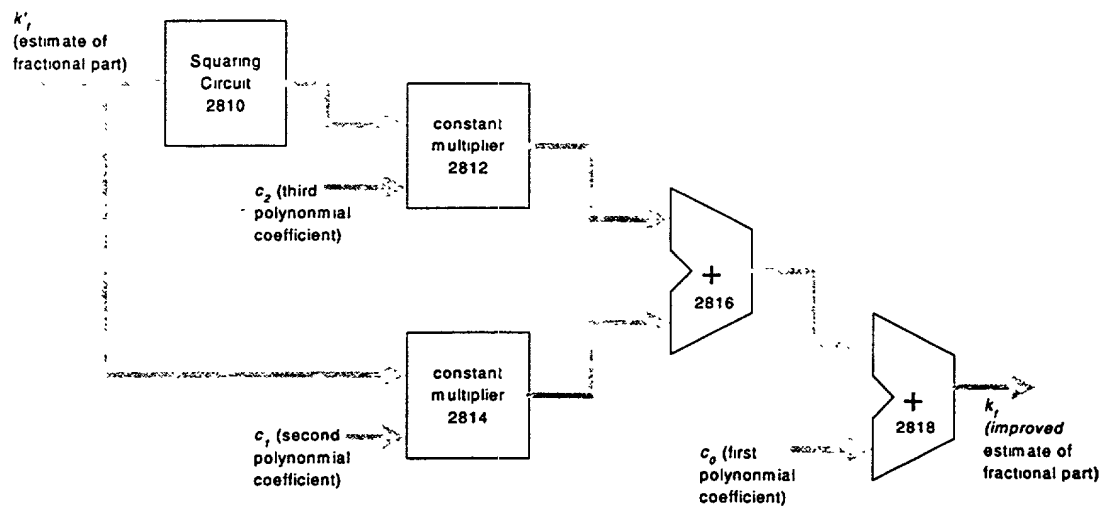 k'f
(estimate of
fractional part)
Squaring
Circuit
2810
constant
multiplier
2812
c2 (third
polynonmial
coefficient)
+
2816
constant
multiplier
2814
c1 (second
polynonmial
coefficient)
+
2818
c0 (first
polynonmial
coefficient)
kf
(improved
estimate of
fractional part)